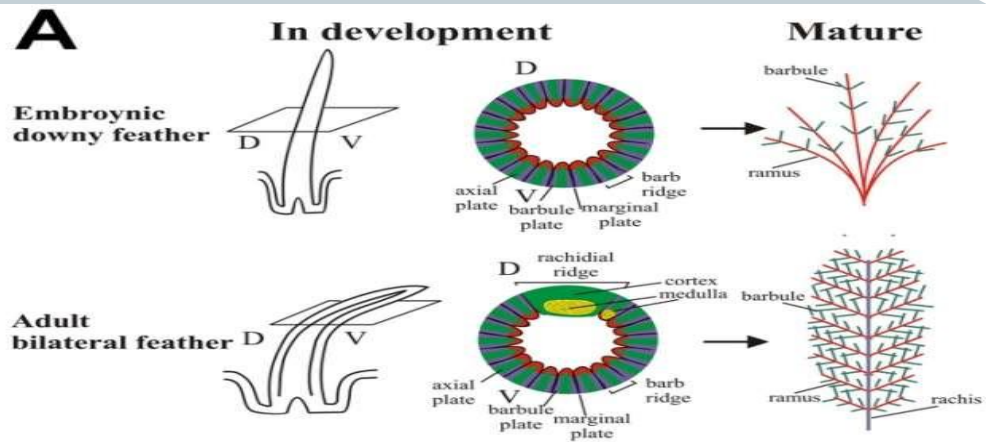 A
In development
Mature
Embroynic
downy feather
D
V
D
axial
plate
V
barbule
plate
marginal
plate
barb
ridge
barbule
ramus
Adult
bilateral feather
D
V
D
rachidial
ridge
cortex
medulla
axial
plate
V
barbule
plate
marginal
plate
barb
ridge
barbule
ramus
rachis